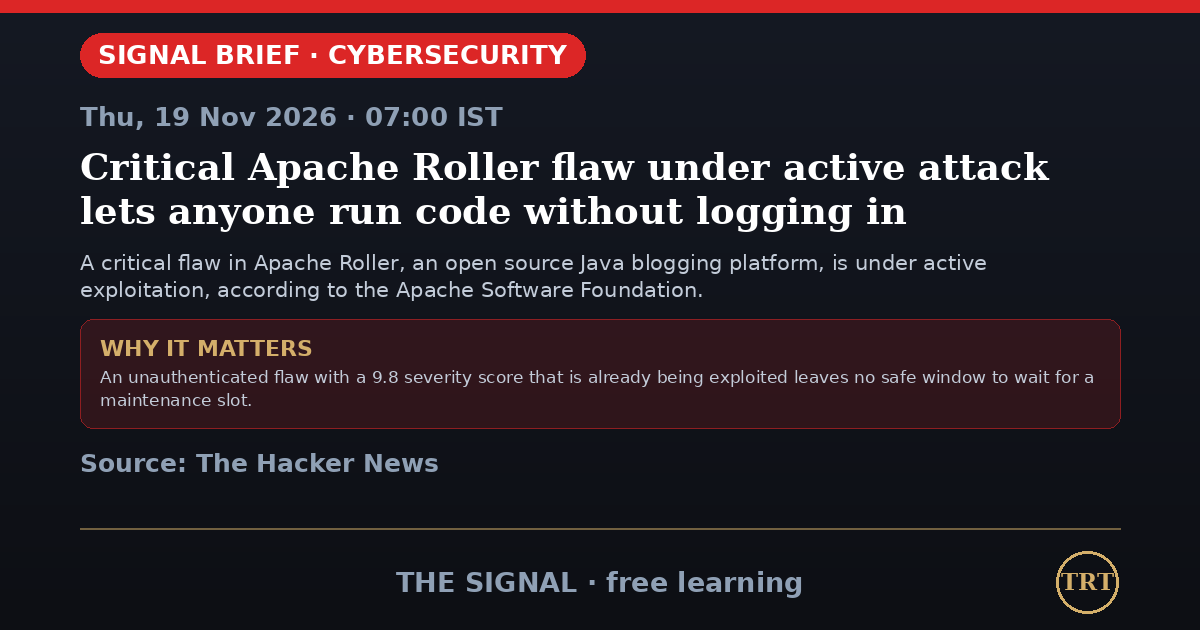 SIGNAL BRIEF · CYBERSECURITY
Thu, 19 Nov 2026 · 07:00 IST
Critical Apache Roller flaw under active attack
lets anyone run code without logging in
A critical flaw in Apache Roller, an open source Java blogging platform, is under active
exploitation, according to the Apache Software Foundation.
WHY IT MATTERS
An unauthenticated flaw with a 9.8 severity score that is already being exploited leaves no safe window to wait for a
maintenance slot.
Source: The Hacker News
THE SIGNAL · free learning
TRT